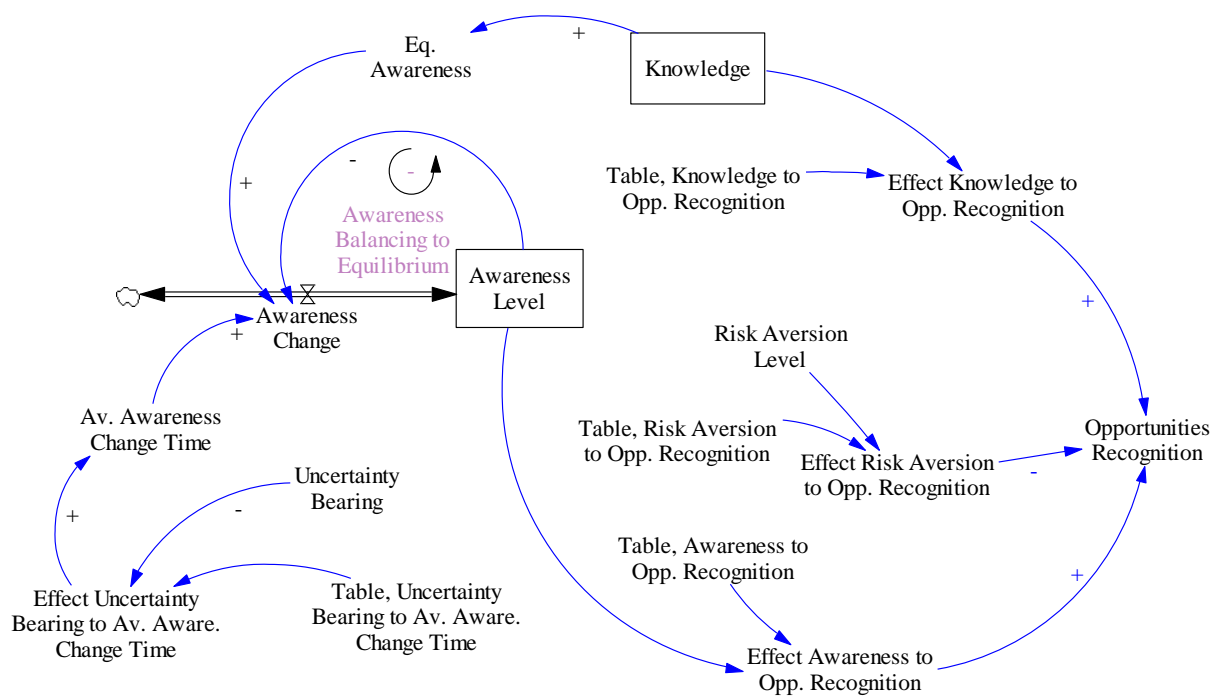 +
Eq.
Awareness
Knowledge
-
-
+
Table, Knowledge to
Opp. Recognition
Effect Knowledge to
Opp. Recognition
Awareness
Balancing to
Equilibrium
Awareness
Level
Awareness
Change
+
+
Risk Aversion
Level
Av. Awareness
Change Time
Table, Risk Aversion
to Opp. Recognition
Effect Risk Aversion
to Opp. Recognition
-
Opportunities
Recognition
Uncertainty
Bearing
-
+
Table, Awareness to
Opp. Recognition
+
Effect Uncertainty
Bearing to Av. Aware.
Change Time
Table, Uncertainty
Bearing to Av. Aware.
Change Time
Effect Awareness to
Opp. Recognition